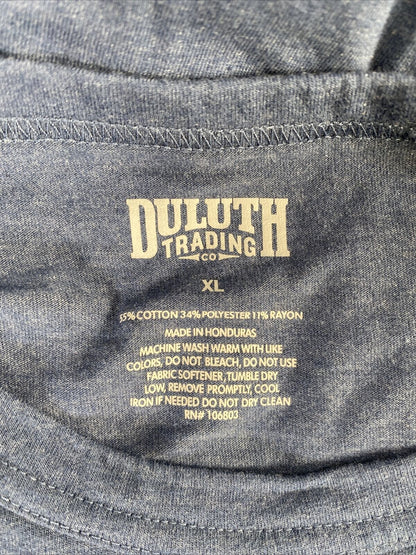 DULUTH
TRADING
CO
XL
55% COTTON 34% POLYESTER 11% RAYON
MADE IN HONDURAS
MACHINE WASH WARM WITH LIKE
COLORS, DO NOT BLEACH, DO NOT USE
FABRIC SOFTENER, TUMBLE DRY
LOW, REMOVE PROMPTLY, COOL
IRON IF NEEDED DO NOT DRY CLEAN
RN# 106803